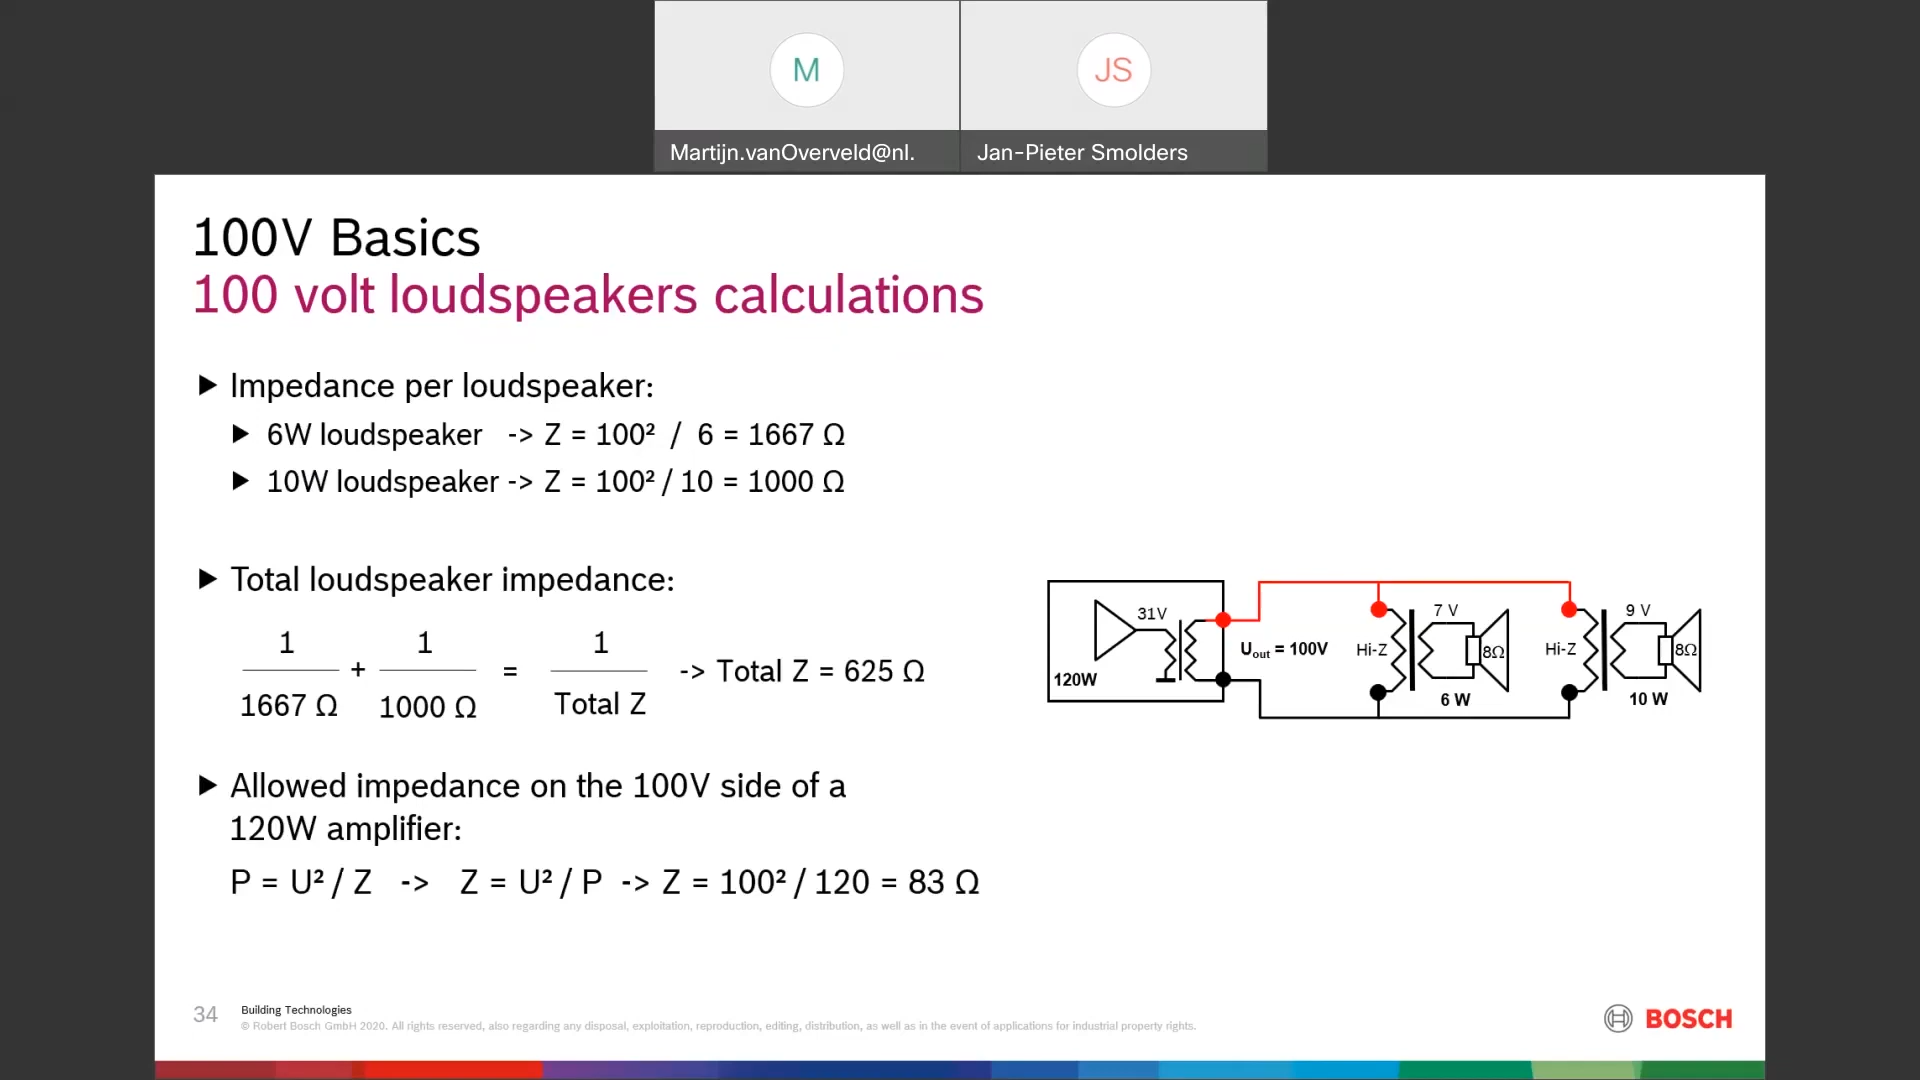 M
JS
Martijn.vanOverveld@nl.
Jan-Pieter Smolders
100V Basics
100 volt loudspeakers calculations
Impedance per loudspeaker:
6W loudspeaker -> Z = 100² / 6 = 1667 Ω
10W loudspeaker -> Z = 100² / 10 = 1000 Ω
Total loudspeaker impedance:
1 1 1
+ = -> Total Z = 625 Ω
1667 Ω 1000 Ω Total Z
Allowed impedance on the 100V side of a
120W amplifier:
P = U² / Z -> Z = U² / P -> Z = 100² / 120 = 83 Ω
31V
120W
Uout = 100V
Hi-Z
7 V
8Ω
6 W
Hi-Z
9 V
8Ω
10 W
34
Building Technologies
© Robert Bosch GmbH 2020. All rights reserved, also regarding any disposal, exploitation, reproduction, editing, distribution, as well as in the event of applications for industrial property rights.
BOSCH